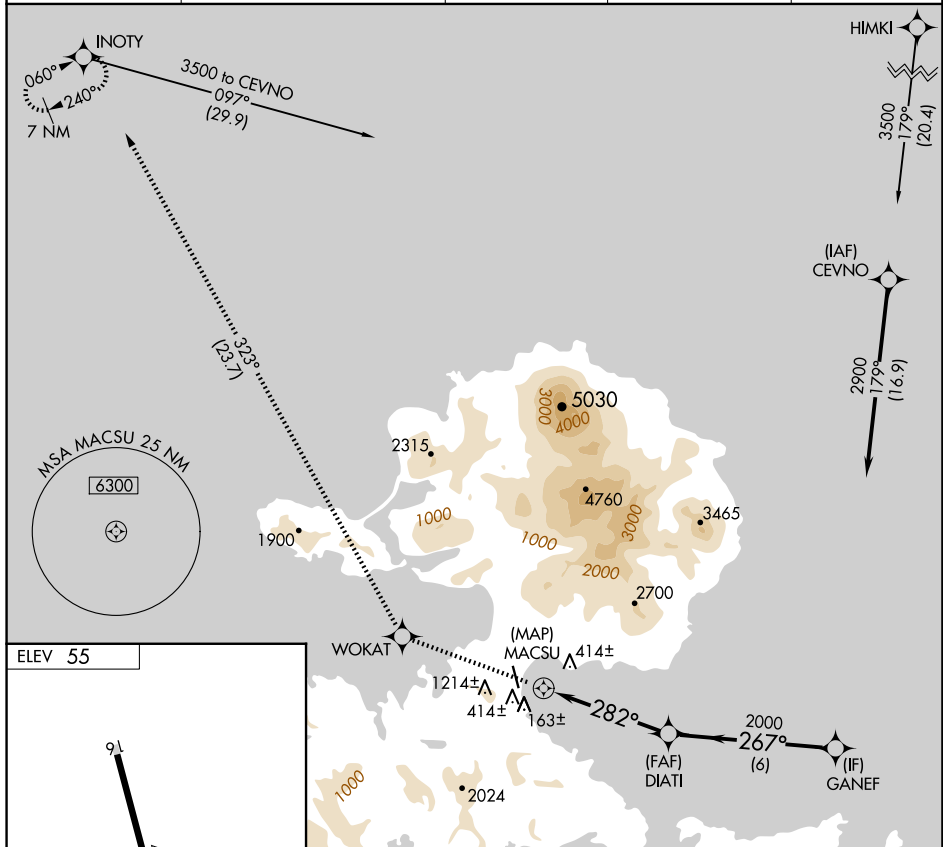 INOTY
060°
240°
7 NM
3500 to CEVNO
097°
(29.9)
HIMKI
3500
179°
(20.4)
(IAF)
CEVNO
2900
179°
(16.9)
323°
(23.7)
MSA MACSU 25 NM
6300
5030
3000
4000
2315
4760
3465
3000
1000
1000
1900
2000
2700
WOKAT
(MAP)
MACSU
414±
1214±
414±
163±
282°
2000
267°
(6)
(FAF)
DIATI
(IF)
GANEF
ELEV 55
16
1000
2024